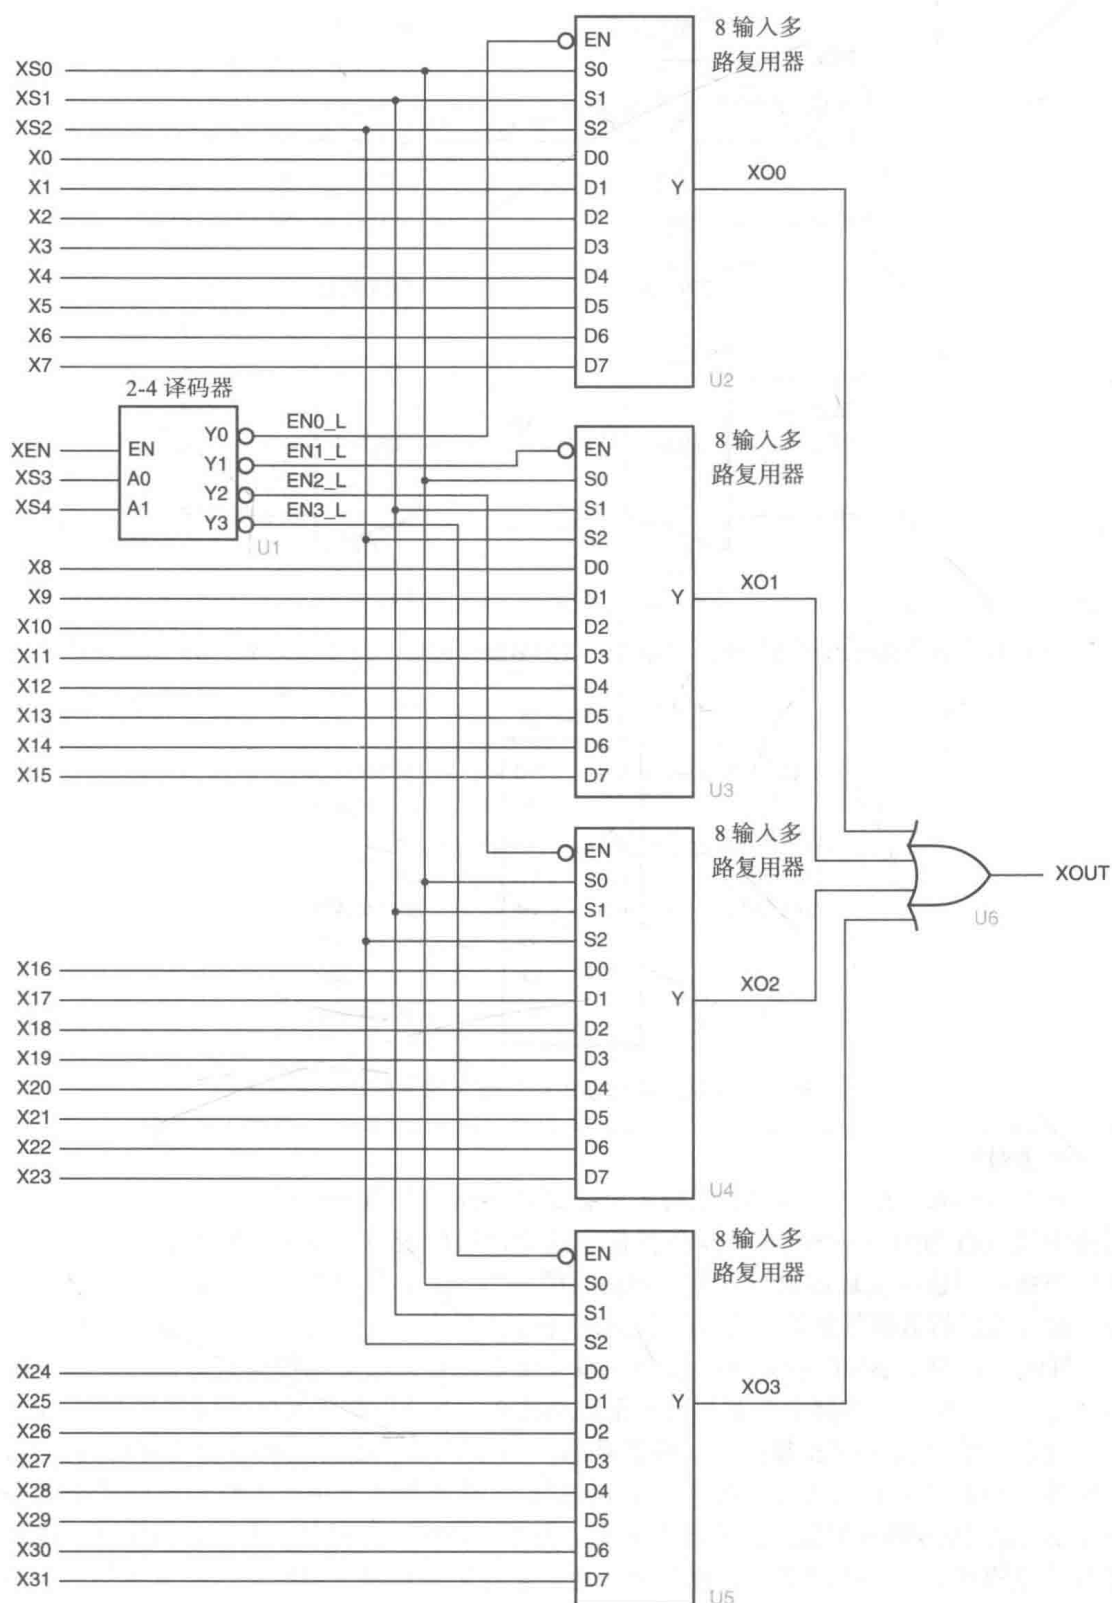 8 输入多
路复用器
EN
XS0
S0
XS1
S1
XS2
S2
X0
D0
X1
D1
Y
XO0
X2
D2
X3
D3
X4
D4
X5
D5
X6
D6
X7
D7
U2
2-4 译码器
XEN
EN
XS3
A0
XS4
A1
Y0
EN0_L
Y1
EN1_L
Y2
EN2_L
Y3
EN3_L
U1
8 输入多
路复用器
EN
S0
S1
S2
X8
D0
X9
D1
Y
XO1
X10
D2
X11
D3
X12
D4
X13
D5
X14
D6
X15
D7
U3
8 输入多
路复用器
EN
S0
S1
S2
XOUT
U6
X16
D0
X17
D1
Y
XO2
X18
D2
X19
D3
X20
D4
X21
D5
X22
D6
X23
D7
U4
8 输入多
路复用器
EN
S0
S1
S2
X24
D0
X25
D1
Y
XO3
X26
D2
X27
D3
X28
D4
X29
D5
X30
D6
X31
D7
U5